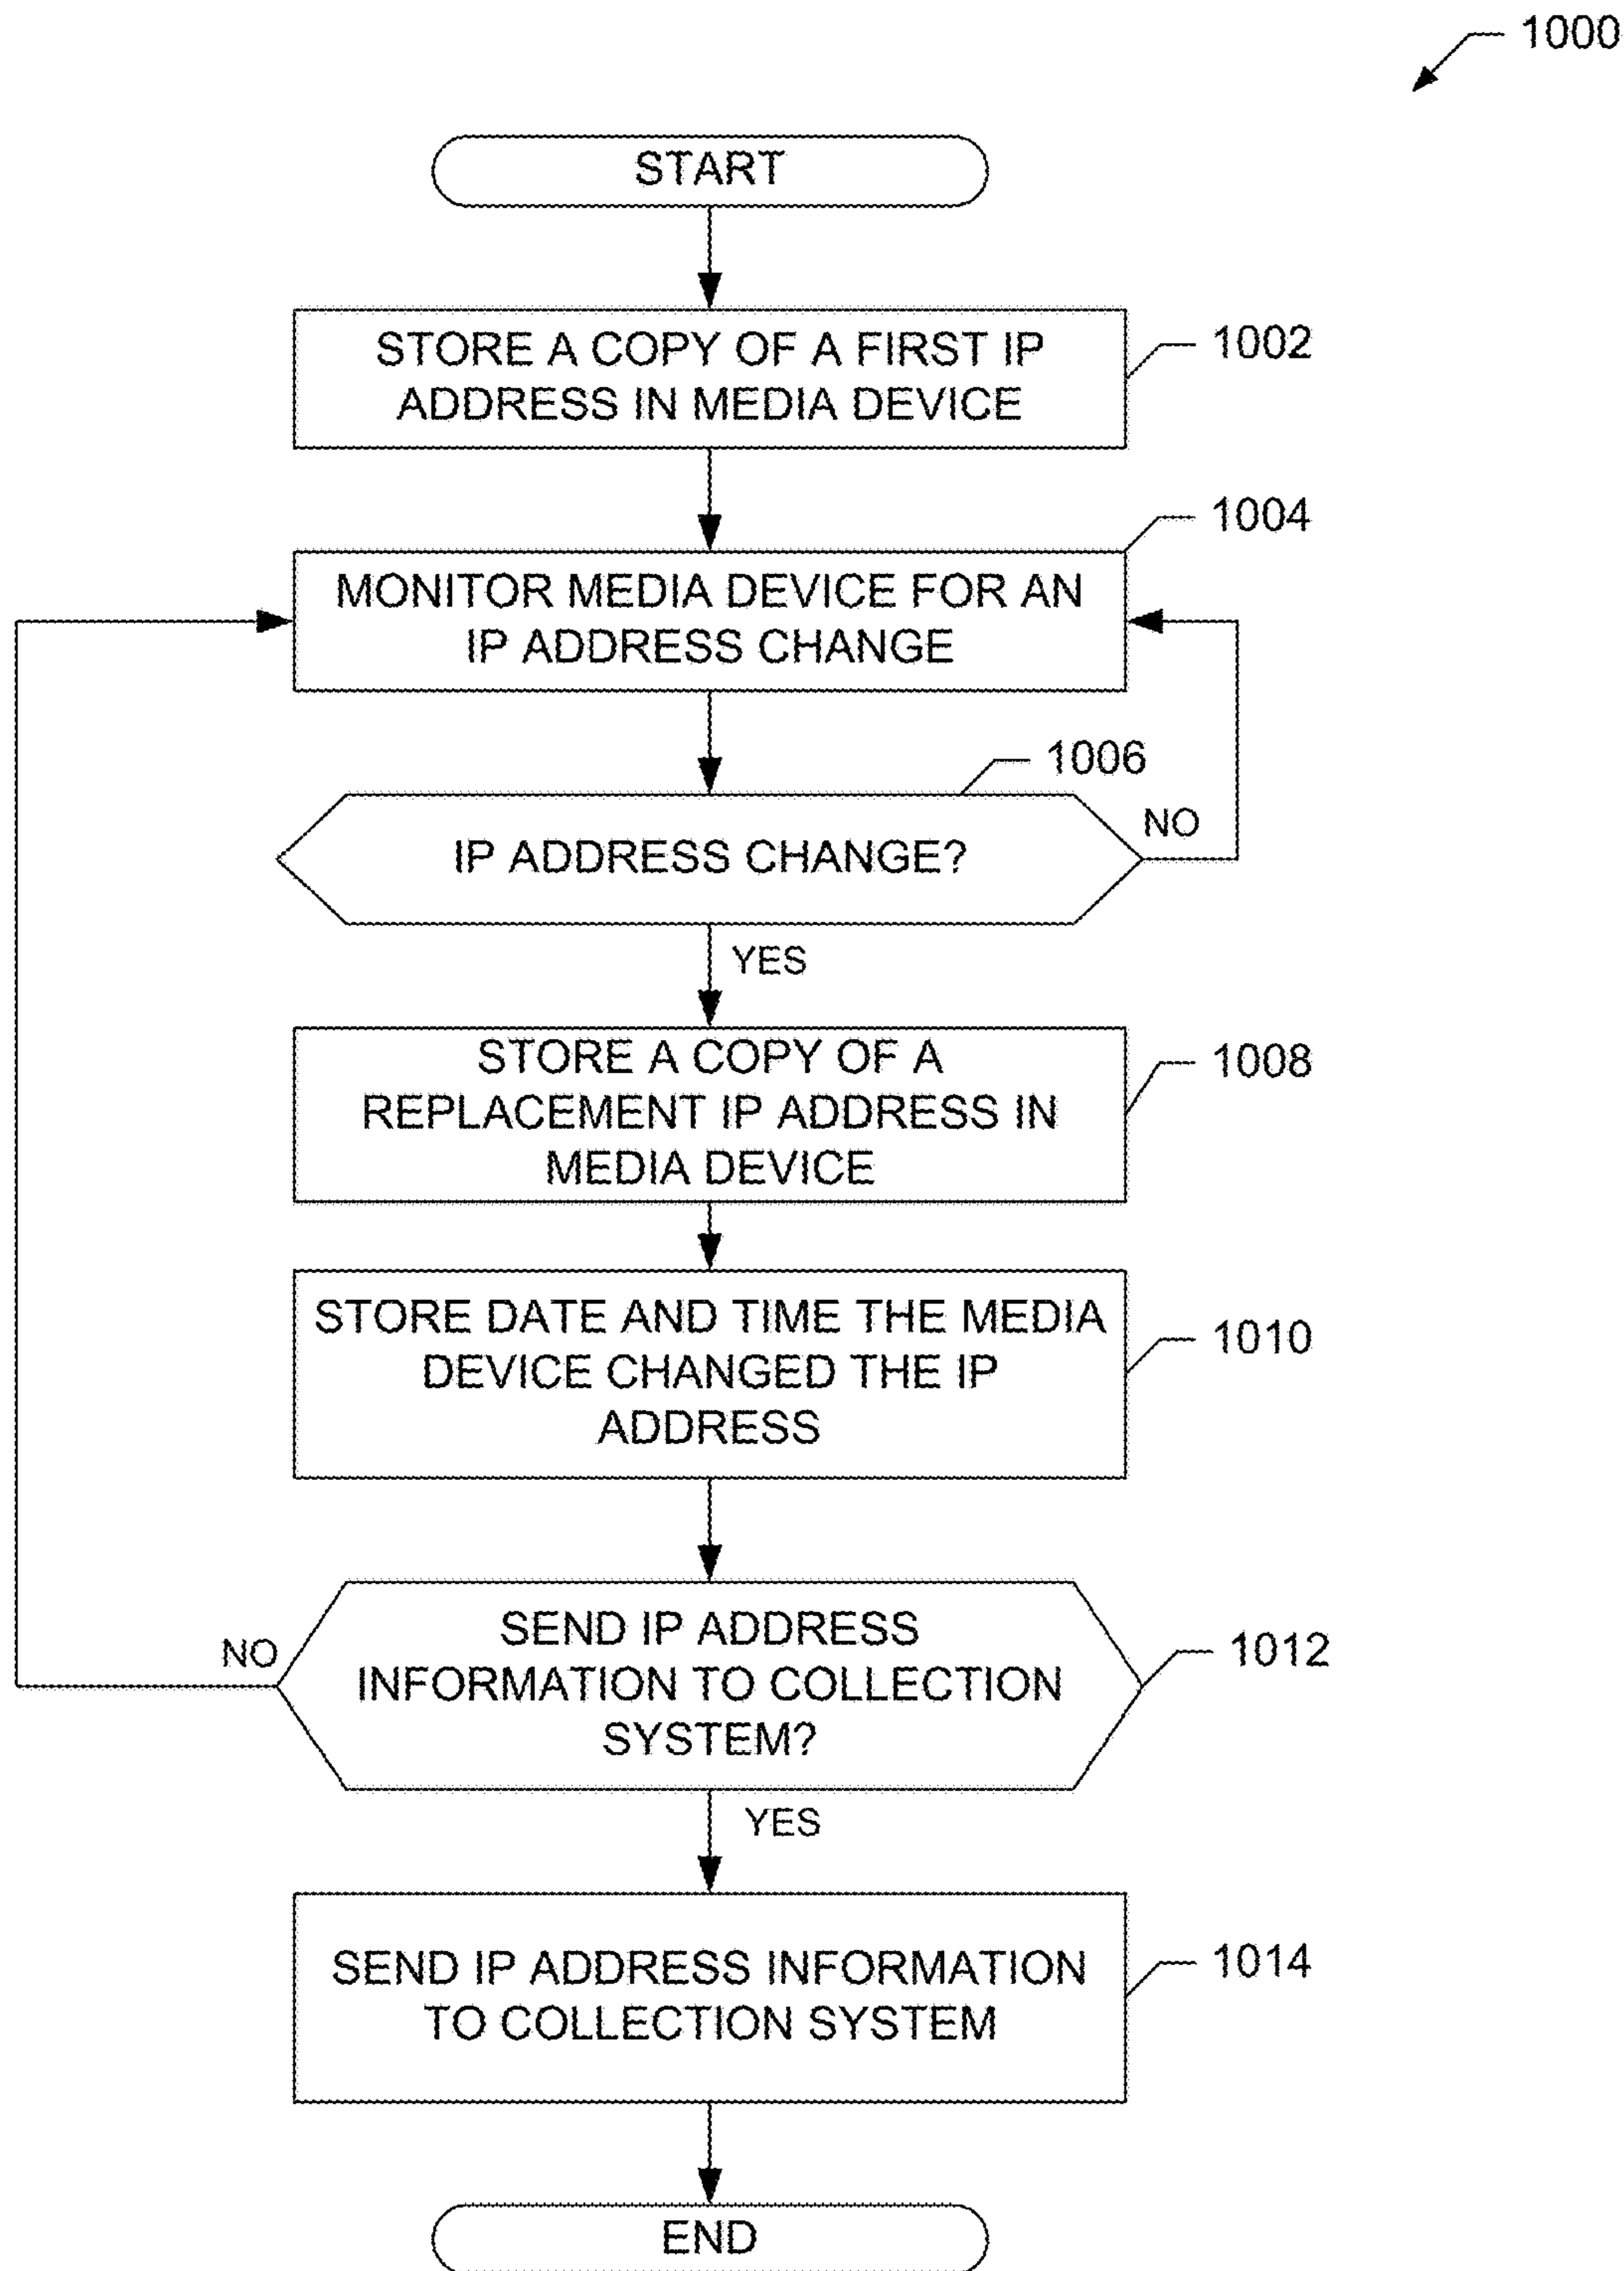 1000
START
STORE A COPY OF A FIRST IP
ADDRESS IN MEDIA DEVICE
1002
1004
MONITOR MEDIA DEVICE FOR AN
IP ADDRESS CHANGE
1006
IP ADDRESS CHANGE?
NO
YES
STORE A COPY OF A
REPLACEMENT IP ADDRESS IN
MEDIA DEVICE
1008
STORE DATE AND TIME THE MEDIA
DEVICE CHANGED THE IP
ADDRESS
1010
NO
SEND IP ADDRESS
INFORMATION TO COLLECTION
SYSTEM?
1012
YES
SEND IP ADDRESS INFORMATION
TO COLLECTION SYSTEM
1014
END